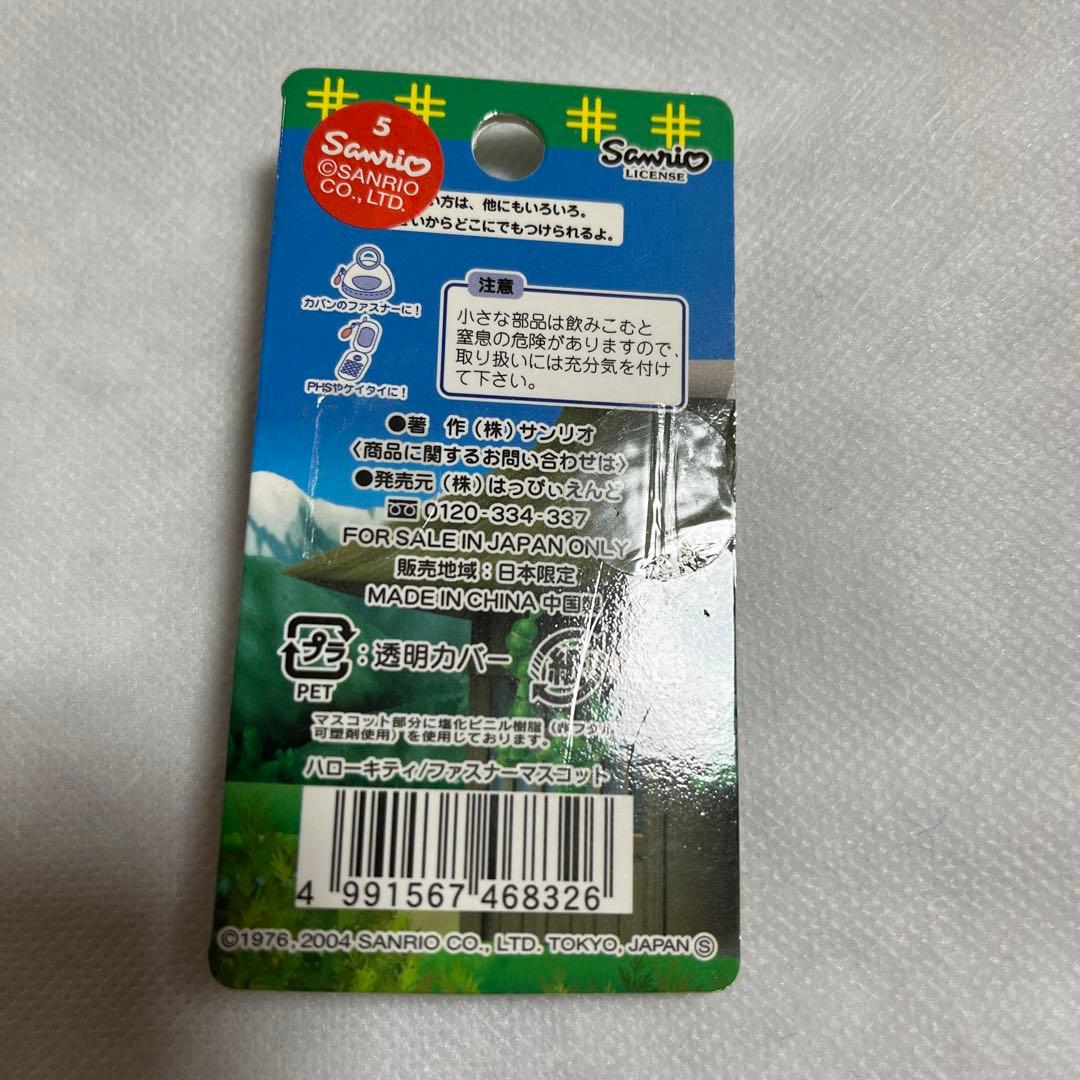 5
Sanrio
©SANRIO
CO., LTD.
Sanrio
LICENSE
い方は、他にもいろいろ。
いからどこにでもつけられるよ。
カバンのファスナーに!
PHSやケイタイに!
注意
小さな部品は飲みこむと
窒息の危険がありますので、
取り扱いには充分気を付け
て下さい。
●著 作(株)サンリオ
〈商品に関するお問い合わせは〉
●発売元(株)はっぴぃえんど
0120-334-337
FOR SALE IN JAPAN ONLY
販売地域:日本限定
MADE IN CHINA 中国製
プラ:透明カバー
PET
紙
マスコット部分に塩化ビニル樹脂(非フタル
可塑剤使用)を使用しております。
ハローキティ/ファスナーマスコット
4 991567 468326
©1976, 2004 SANRIO CO., LTD. TOKYO, JAPAN Ⓢ